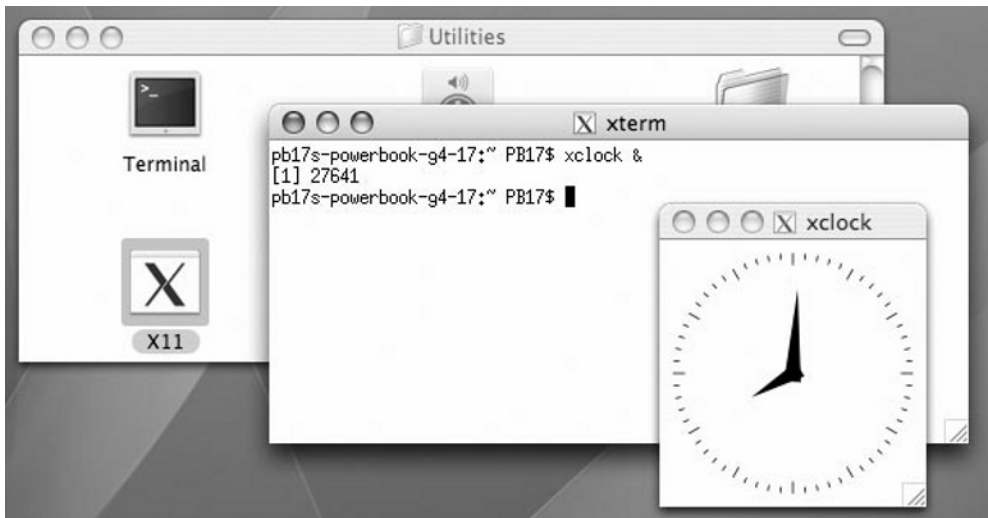 Utilities
>_
Terminal
X11
X xterm
pb17s-powerbook-g4-17:~ PB17$ xclock &
[1] 27641
pb17s-powerbook-g4-17:~ PB17$
X xclock
X